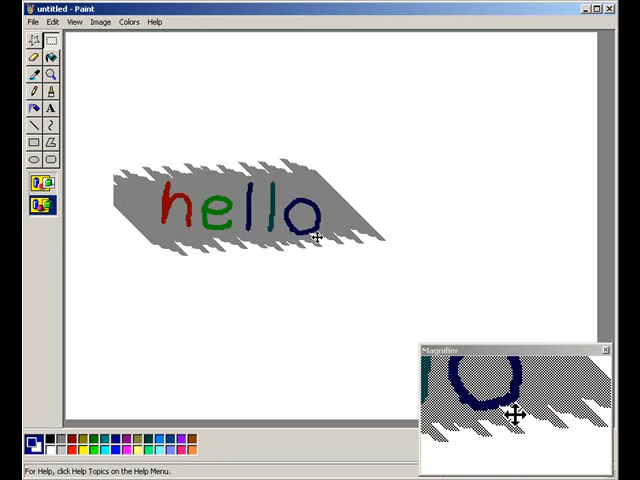 untitled - Paint
File Edit View Image Colors Help
A
hello
Magnifier
For Help, click Help Topics on the Help Menu.